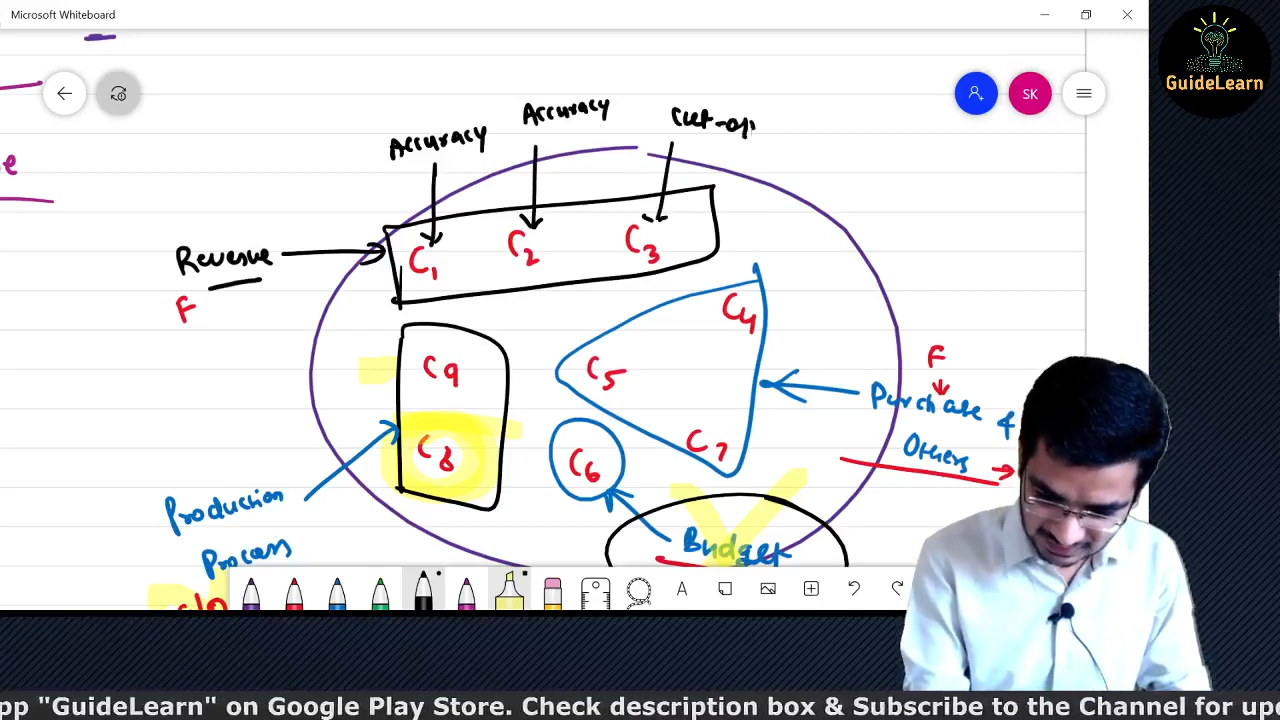 Microsoft Whiteboard
GuideLearn
SK
Accuracy
Accuracy
Cut-off
Revenue
F
C1
C2
C3
C4
C5
C6
C7
C8
C9
F
Purchase &
Others
Production
Process
Budget
A
pp "GuideLearn" on Google Play Store. Check description box & Subscribe to the Channel for up